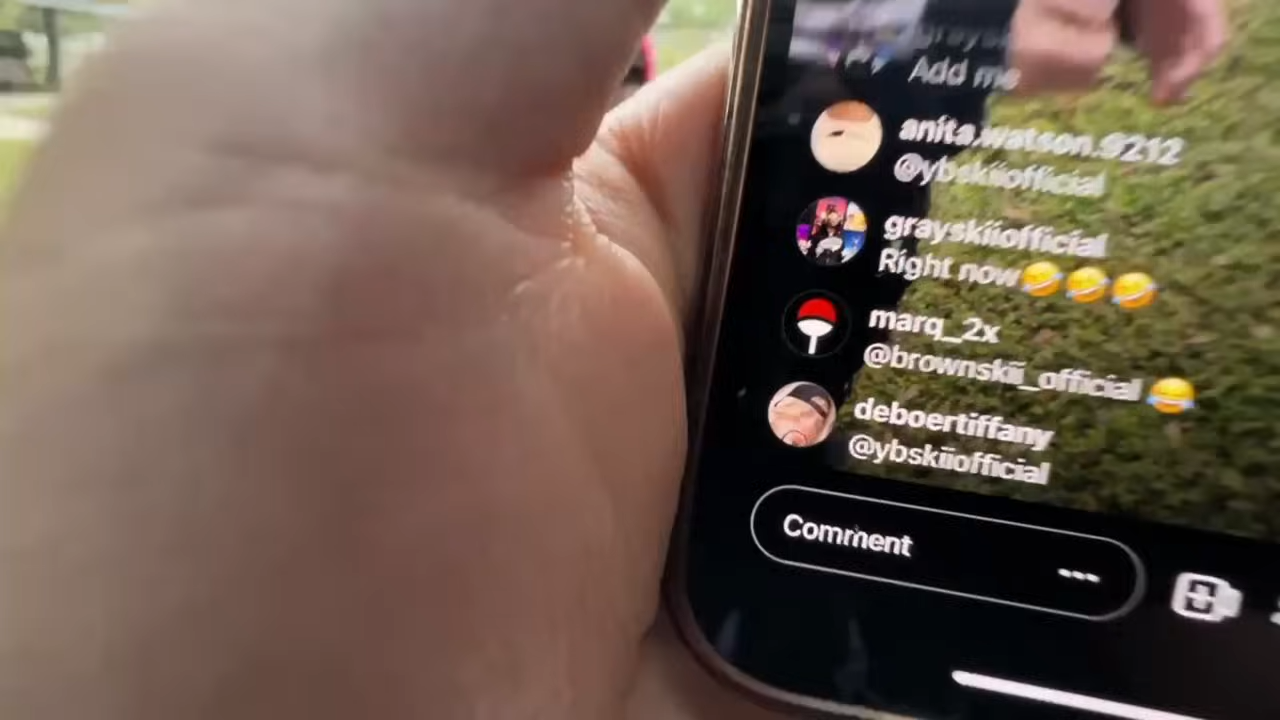 Add me
anita.watson.9212
@ybskiiofficial
grayskiiofficial
Right now🤣🤣🤣
marq_2x
@brownskii_official 😂
deboertiffany
@ybskiiofficial
Comment